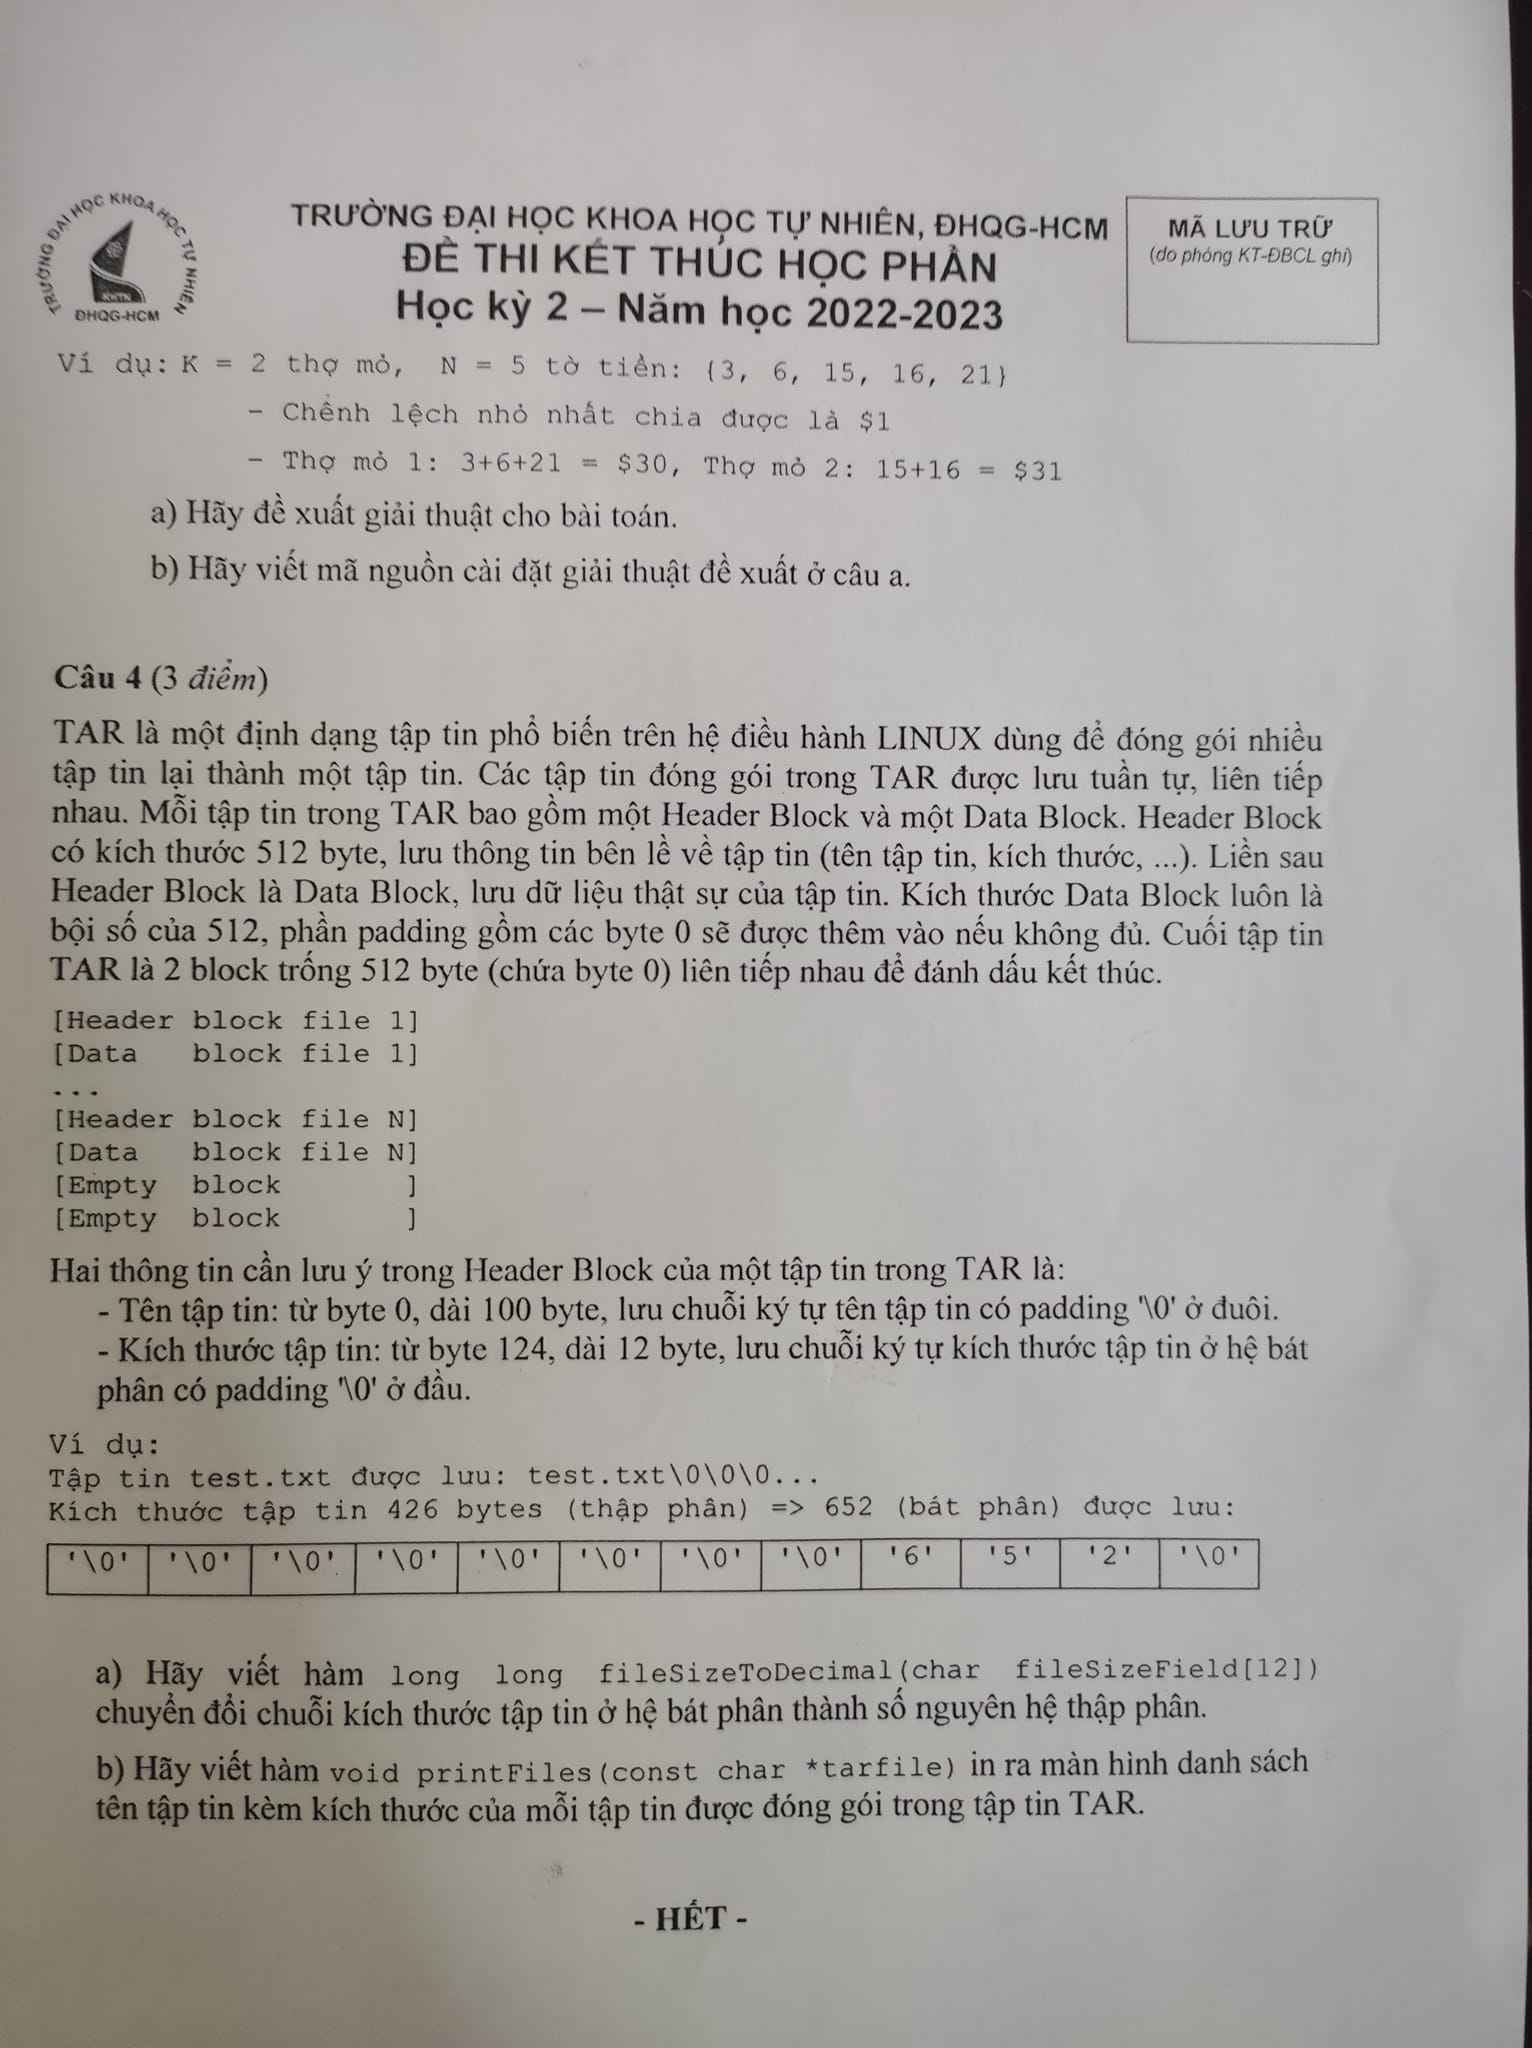 TRƯỜNG ĐẠI HỌC KHOA HỌC TỰ NHIÊN
ĐHQG-HCM
TRƯỜNG ĐẠI HỌC KHOA HỌC TỰ NHIÊN, ĐHQG-HCM
ĐỀ THI KẾT THÚC HỌC PHẦN
Học kỳ 2 – Năm học 2022-2023
MÃ LƯU TRỮ
(do phòng KT-ĐBCL ghi)
Ví dụ: K = 2 thợ mỏ, N = 5 tờ tiền: {3, 6, 15, 16, 21}
- Chênh lệch nhỏ nhất chia được là $1
- Thợ mỏ 1: 3+6+21 = $30, Thợ mỏ 2: 15+16 = $31
a) Hãy đề xuất giải thuật cho bài toán.
b) Hãy viết mã nguồn cài đặt giải thuật đề xuất ở câu a.
Câu 4 (3 điểm)
TAR là một định dạng tập tin phổ biến trên hệ điều hành LINUX dùng để đóng gói nhiều
tập tin lại thành một tập tin. Các tập tin đóng gói trong TAR được lưu tuần tự, liên tiếp
nhau. Mỗi tập tin trong TAR bao gồm một Header Block và một Data Block. Header Block
có kích thước 512 byte, lưu thông tin bên lề về tập tin (tên tập tin, kích thước, ...). Liền sau
Header Block là Data Block, lưu dữ liệu thật sự của tập tin. Kích thước Data Block luôn là
bội số của 512, phần padding gồm các byte 0 sẽ được thêm vào nếu không đủ. Cuối tập tin
TAR là 2 block trống 512 byte (chứa byte 0) liên tiếp nhau để đánh dấu kết thúc.
[Header block file 1]
[Data block file 1]
...
[Header block file N]
[Data block file N]
[Empty block ]
[Empty block ]
Hai thông tin cần lưu ý trong Header Block của một tập tin trong TAR là:
- Tên tập tin: từ byte 0, dài 100 byte, lưu chuỗi ký tự tên tập tin có padding '\0' ở đuôi.
- Kích thước tập tin: từ byte 124, dài 12 byte, lưu chuỗi ký tự kích thước tập tin ở hệ bát
phân có padding '\0' ở đầu.
Ví dụ:
Tập tin test.txt được lưu: test.txt\0\0\0...
Kích thước tập tin 426 bytes (thập phân) => 652 (bát phân) được lưu:
'\0' '\0' '\0' '\0' '\0' '\0' '\0' '\0' '6' '5' '2' '\0'
a) Hãy viết hàm long long fileSizeToDecimal(char fileSizeField[12])
chuyển đổi chuỗi kích thước tập tin ở hệ bát phân thành số nguyên hệ thập phân.
b) Hãy viết hàm void printFiles(const char *tarfile) in ra màn hình danh sách
tên tập tin kèm kích thước của mỗi tập tin được đóng gói trong tập tin TAR.
- HẾT -